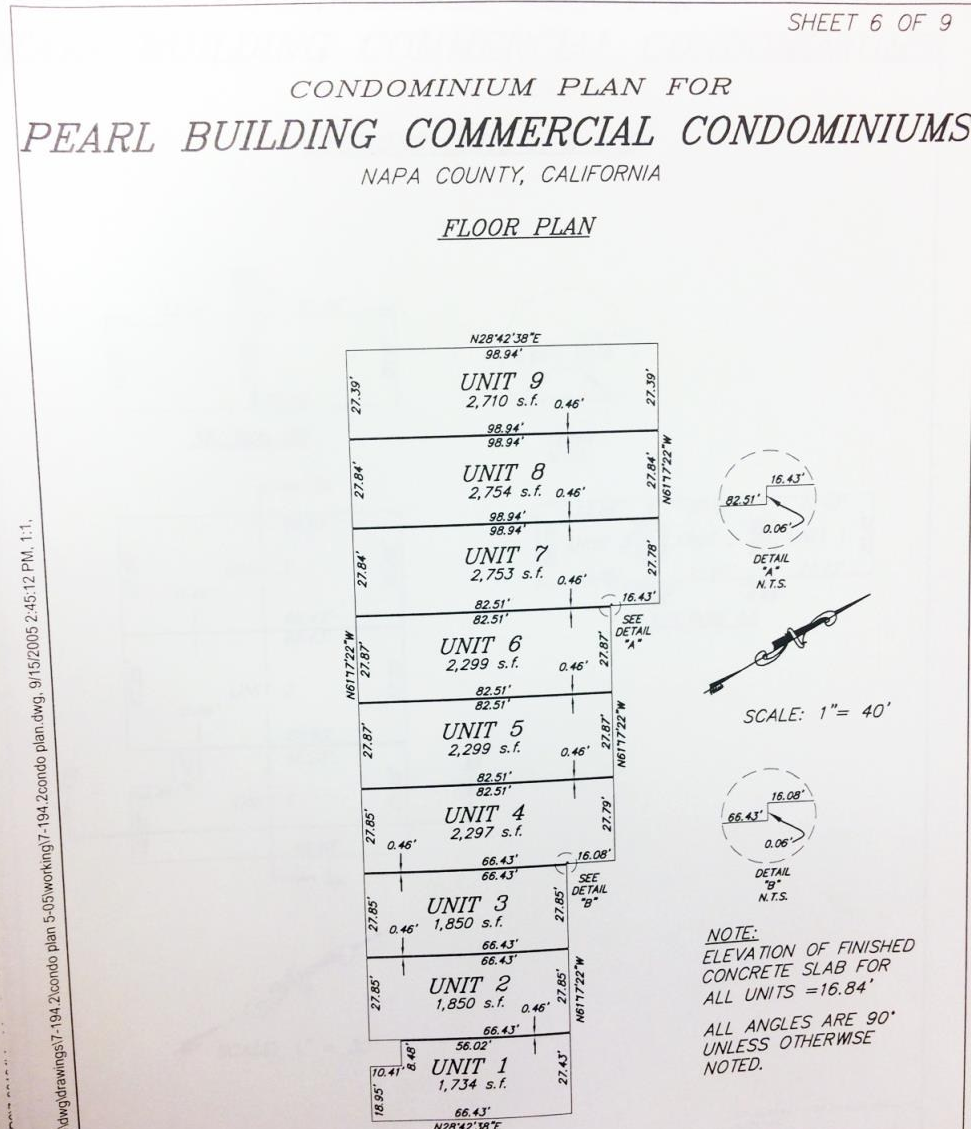 SHEET 6 OF 9
CONDOMINIUM PLAN FOR
PEARL BUILDING COMMERCIAL CONDOMINIUMS
NAPA COUNTY, CALIFORNIA
FLOOR PLAN
N28°42'38"E
98.94'
27.39'
UNIT 9
2,710 s.f.
0.46'
27.39'
98.94'
98.94'
27.84'
UNIT 8
2,754 s.f.
0.46'
27.84'
N61°17'22"W
98.94'
98.94'
27.84'
UNIT 7
2,753 s.f.
0.46'
27.78'
82.51'
16.43'
82.51'
SEE
DETAIL
"A"
N61°17'22"W
27.87'
UNIT 6
2,299 s.f.
0.46'
27.87'
82.51'
82.51'
27.87'
UNIT 5
2,299 s.f.
0.46'
27.87'
N61°17'22"W
82.51'
82.51'
27.85'
UNIT 4
2,297 s.f.
27.79'
0.46'
66.43'
16.08'
66.43'
SEE
DETAIL
"B"
27.85'
UNIT 3
1,850 s.f.
27.85'
0.46'
66.43'
66.43'
27.85'
UNIT 2
1,850 s.f.
0.46'
27.85'
N61°17'22"W
66.43'
56.02'
8.48'
10.41'
UNIT 1
1,734 s.f.
18.95'
27.43'
66.43'
N28°42'38"E
16.43'
82.51'
0.06'
DETAIL
"A"
N.T.S.
SCALE: 1"= 40'
16.08'
66.43'
0.06'
DETAIL
"B"
N.T.S.
NOTE:
ELEVATION OF FINISHED
CONCRETE SLAB FOR
ALL UNITS =16.84'
ALL ANGLES ARE 90°
UNLESS OTHERWISE
NOTED.
\dwg\drawings\7-194.2\condo plan 5-05\working\7-194.2condo plan.dwg, 9/15/2005 2:45:12 PM, 1:1,